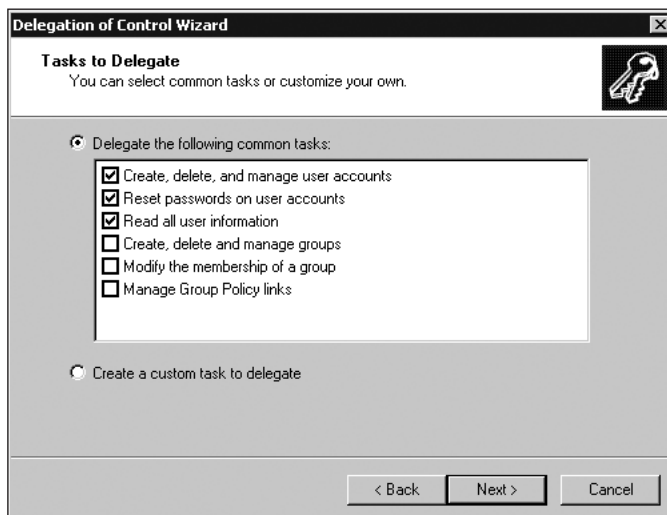 Delegation of Control Wizard
Tasks to Delegate
You can select common tasks or customize your own.
Delegate the following common tasks:
Create, delete, and manage user accounts
Reset passwords on user accounts
Read all user information
Create, delete and manage groups
Modify the membership of a group
Manage Group Policy links
Create a custom task to delegate
< Back
Next >
Cancel